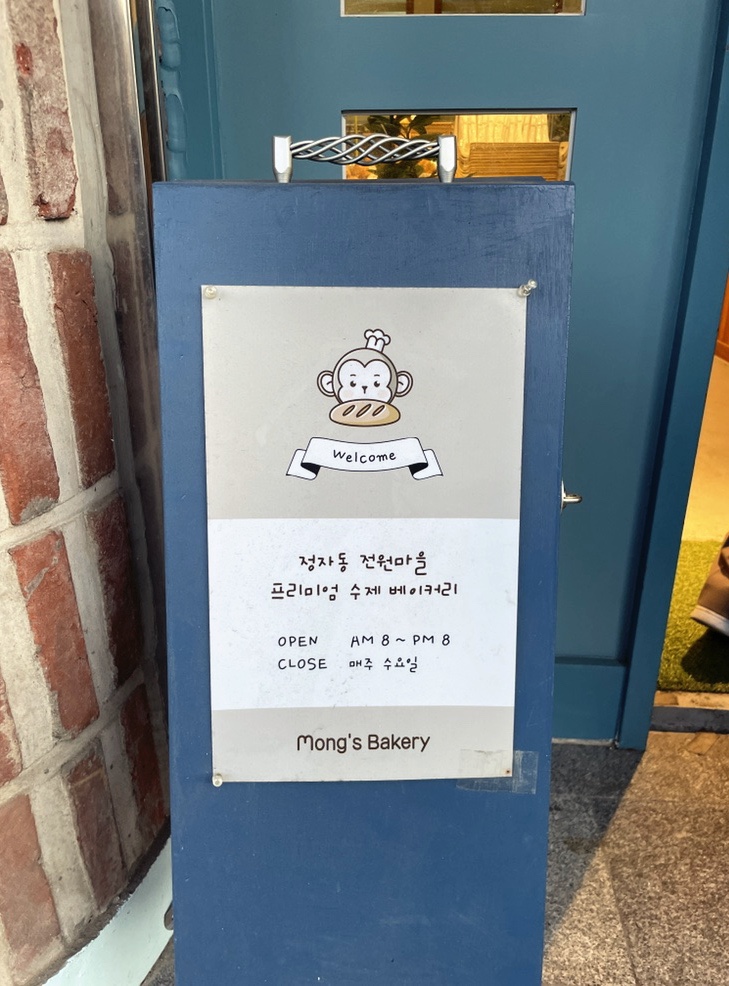 Welcome
정자동 전원마을
프리미엄 수제 베이커리
OPEN AM 8 ~ PM 8
CLOSE 매주 수요일
Mong's Bakery